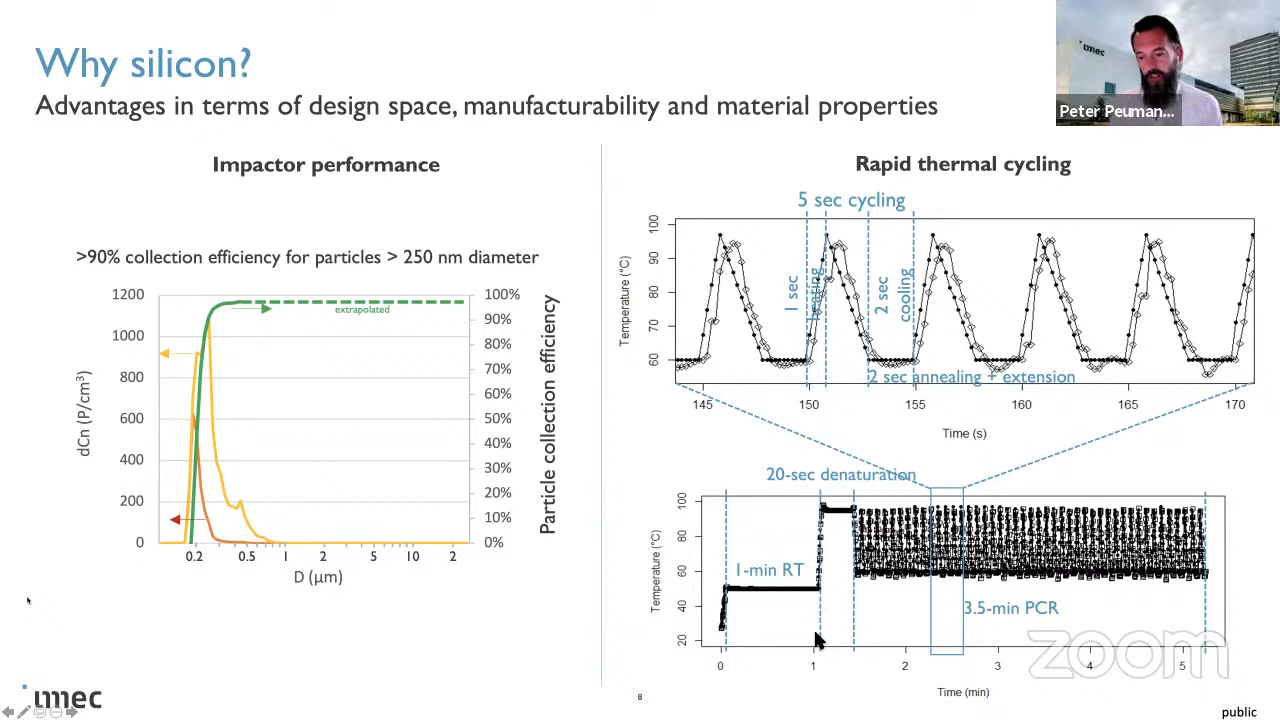 Why silicon?
Advantages in terms of design space, manufacturability and material properties
imec
Peter Peuman...
Impactor performance
>90% collection efficiency for particles > 250 nm diameter
1200
1000
800
600
400
200
0
dCn (P/cm³)
100%
90%
80%
70%
60%
50%
40%
30%
20%
10%
0%
Particle collection efficiency
extrapolated
0.2 0.5 1 2 5 10 2
D (µm)
Rapid thermal cycling
5 sec cycling
100
90
80
70
60
Temperature (°C)
1 sec
heating
2 sec
cooling
2 sec annealing + extension
145 150 155 160 165 170
Time (s)
20-sec denaturation
100
80
60
40
20
Temperature (°C)
1-min RT
3.5-min PCR
0 1 2 3 4 5
Time (min)
zoom
imec
8
public